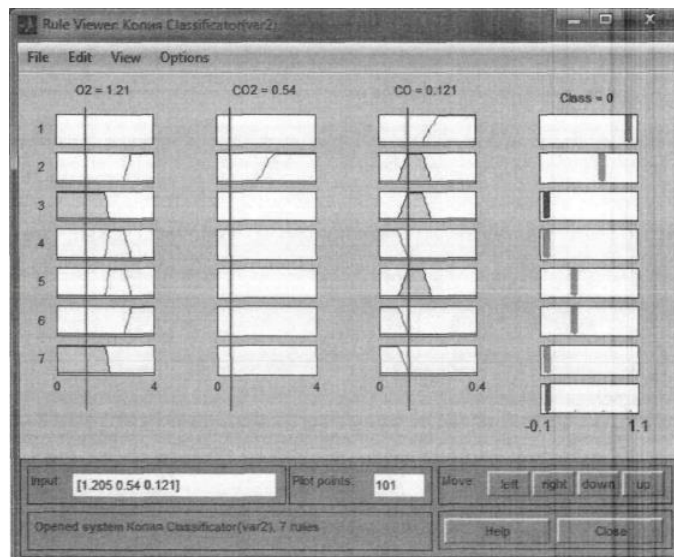 Rule Viewer: Копия Classificator(var2)
File Edit View Options
O2 = 1.21
CO2 = 0.54
CO = 0.121
Class = 0
1
2
3
4
5
6
7
0 4
0 4
0 0.4
-0.1 1.1
Input: [1.205 0.54 0.121]
Plot points: 101
Move: left right down up
Opened system Копия Classificator(var2), 7 rules
Help Close